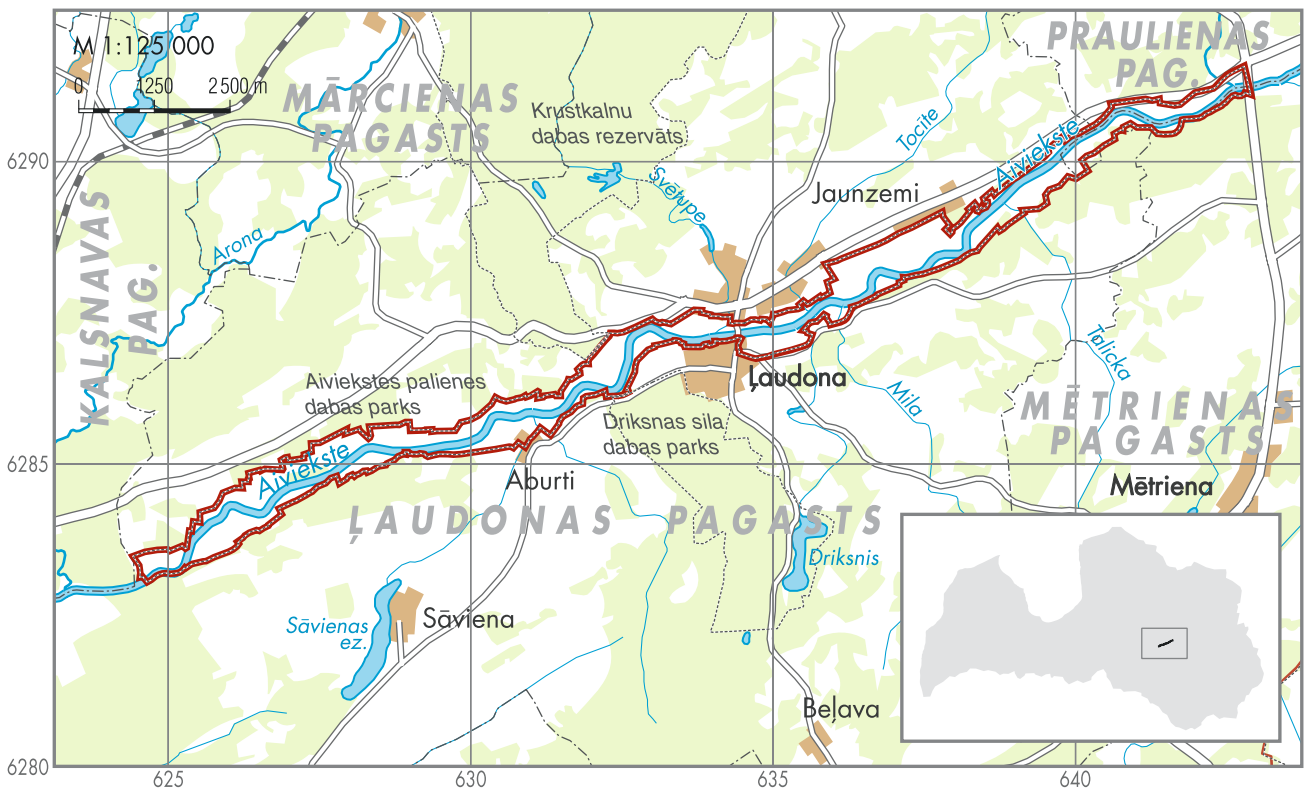 M 1:125 000
0 1250 2500 m
PRAULIENAS
PAG.
MĀRCIENAS
PAGASTS
Krustkalnu
dabas rezervāts
Tocīte
Aiviekste
6290
Svētupe
Jaunzemi
KALSNAVAS
PAG.
Arona
Talicka
Aiviekstes palienes
dabas parks
Ļaudona
Mila
MĒTRIENAS
PAGASTS
Driksnas sila
dabas parks
Aiviekste
6285
Aburti
Mētriena
ĻAUDONAS PAGASTS
Driksnis
Sāvienas
ez.
Sāviena
Beļava
6280
625 630 635 640